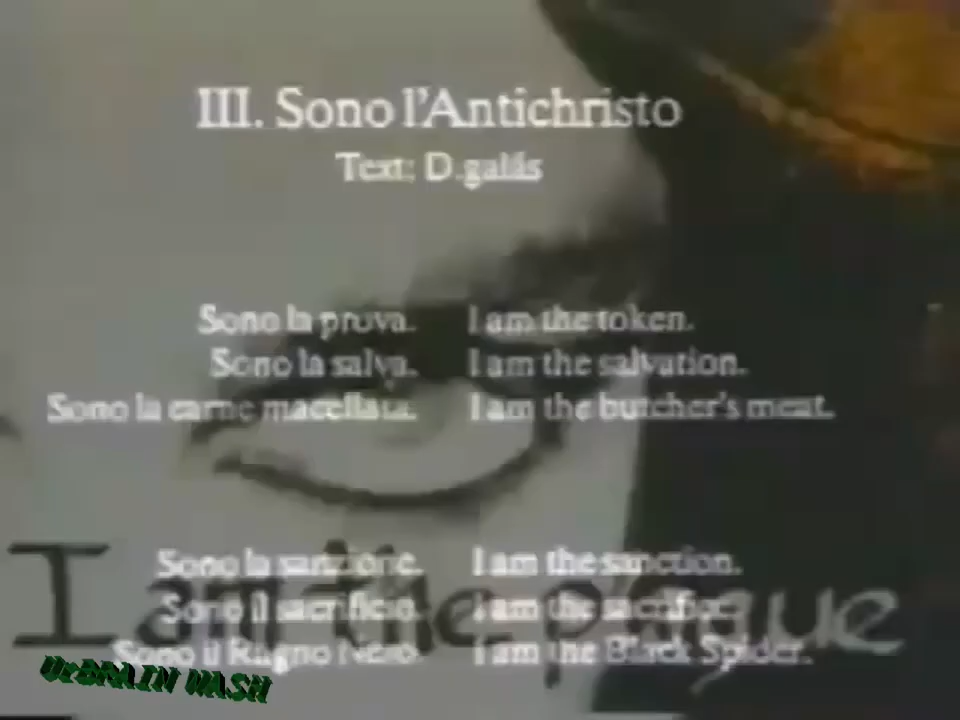 III. Sono l'Antichristo
Text: D.galás
Sono la prova. I am the token.
Sono la salva. I am the salvation.
Sono la carne macellata. I am the butcher's meat.
Sono la sanzione. I am the sanction.
Sono il sacrificio. I am the sacrifice.
I am the plague
Sono il Ragno Nero. I am the Black Spider.
UrBRAIN WASH